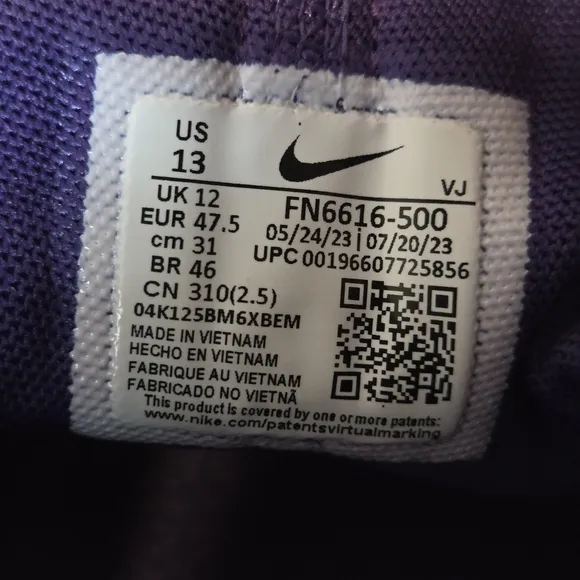 US
13
VJ
UK 12
EUR 47.5
cm 31
BR 46
CN 310(2.5)
FN6616-500
05/24/23 | 07/20/23
UPC 00196607725856
04K125BM6XBEM
MADE IN VIETNAM
HECHO EN VIETNAM
FABRIQUE AU VIETNAM
FABRICADO NO VIETNÃ
This product is covered by one or more patents:
www.nike.com/patentsvirtualmarking